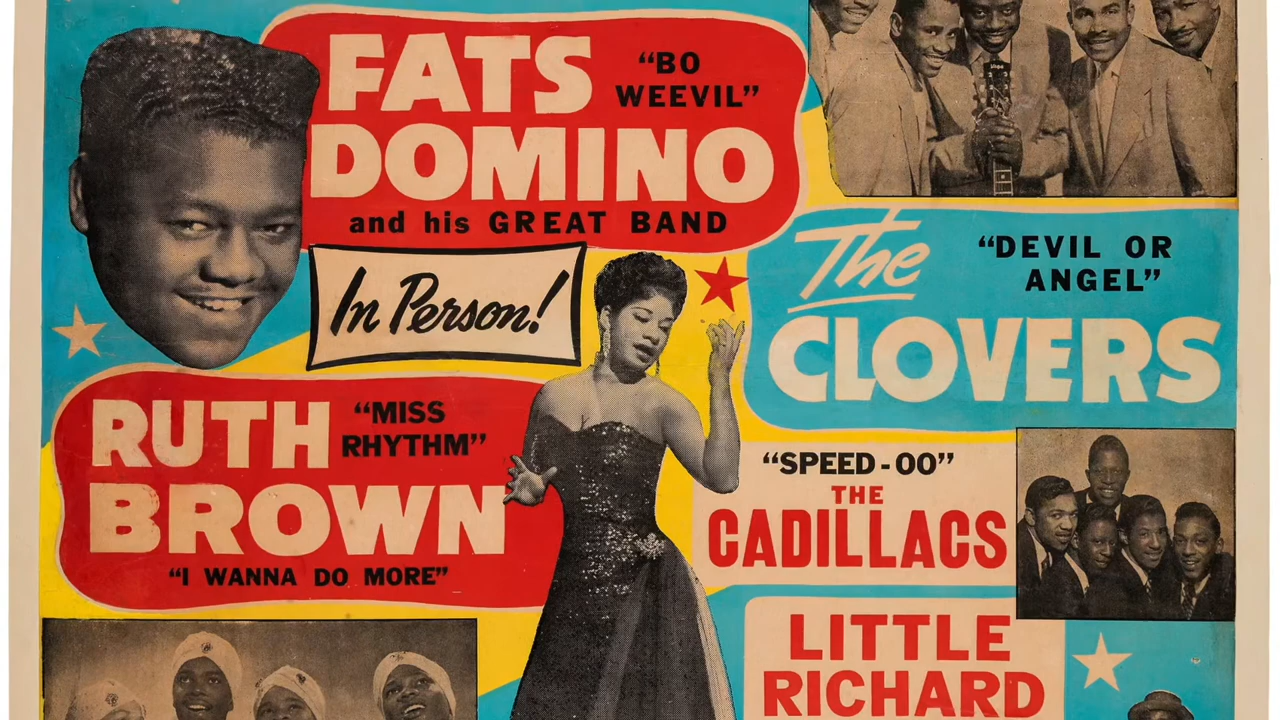 FATS
"BO
WEEVIL"
DOMINO
and his GREAT BAND
In Person!
The
"DEVIL OR
ANGEL"
CLOVERS
RUTH
"MISS
RHYTHM"
BROWN
"I WANNA DO MORE"
"SPEED-OO"
THE
CADILLACS
LITTLE
RICHARD